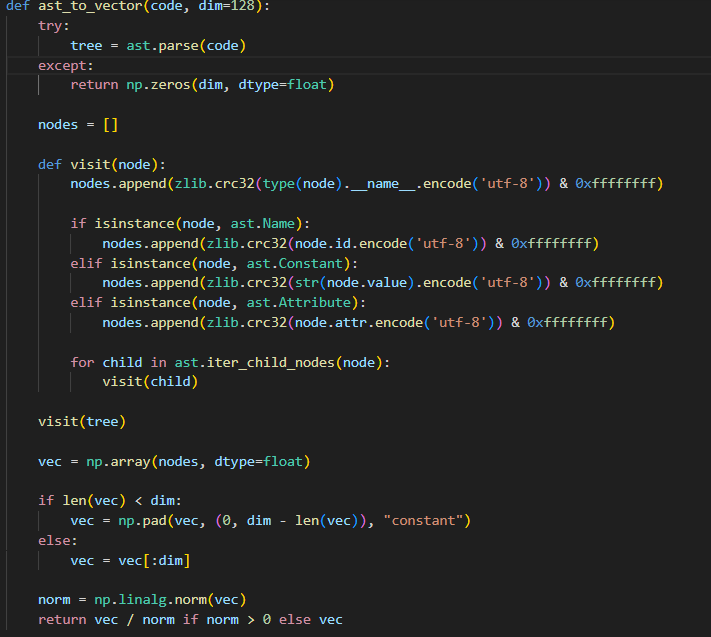 def ast_to_vector(code, dim=128):
    try:
        tree = ast.parse(code)
    except:
        return np.zeros(dim, dtype=float)

    nodes = []

    def visit(node):
        nodes.append(zlib.crc32(type(node).__name__.encode('utf-8')) & 0xffffffff)

        if isinstance(node, ast.Name):
            nodes.append(zlib.crc32(node.id.encode('utf-8')) & 0xffffffff)
        elif isinstance(node, ast.Constant):
            nodes.append(zlib.crc32(str(node.value).encode('utf-8')) & 0xffffffff)
        elif isinstance(node, ast.Attribute):
            nodes.append(zlib.crc32(node.attr.encode('utf-8')) & 0xffffffff)

        for child in ast.iter_child_nodes(node):
            visit(child)

    visit(tree)

    vec = np.array(nodes, dtype=float)

    if len(vec) < dim:
        vec = np.pad(vec, (0, dim - len(vec)), "constant")
    else:
        vec = vec[:dim]

    norm = np.linalg.norm(vec)
    return vec / norm if norm > 0 else vec